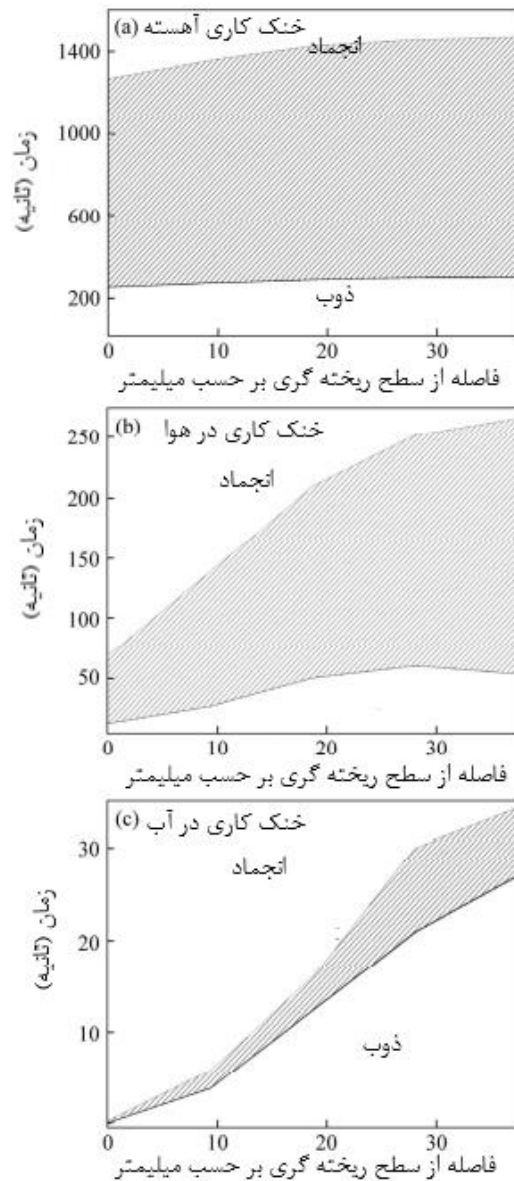 (a) خنک کاری آهسته
انجماد
1400
1000
600
200
زمان (ثانیه)
ذوب
0 10 20 30
فاصله از سطح ریخته گری بر حسب میلیمتر
(b) خنک کاری در هوا
انجماد
250
200
150
100
50
زمان (ثانیه)
0 10 20 30
فاصله از سطح ریخته گری بر حسب میلیمتر
(c) خنک کاری در آب
انجماد
30
20
10
زمان (ثانیه)
ذوب
0 10 20 30
فاصله از سطح ریخته گری بر حسب میلیمتر